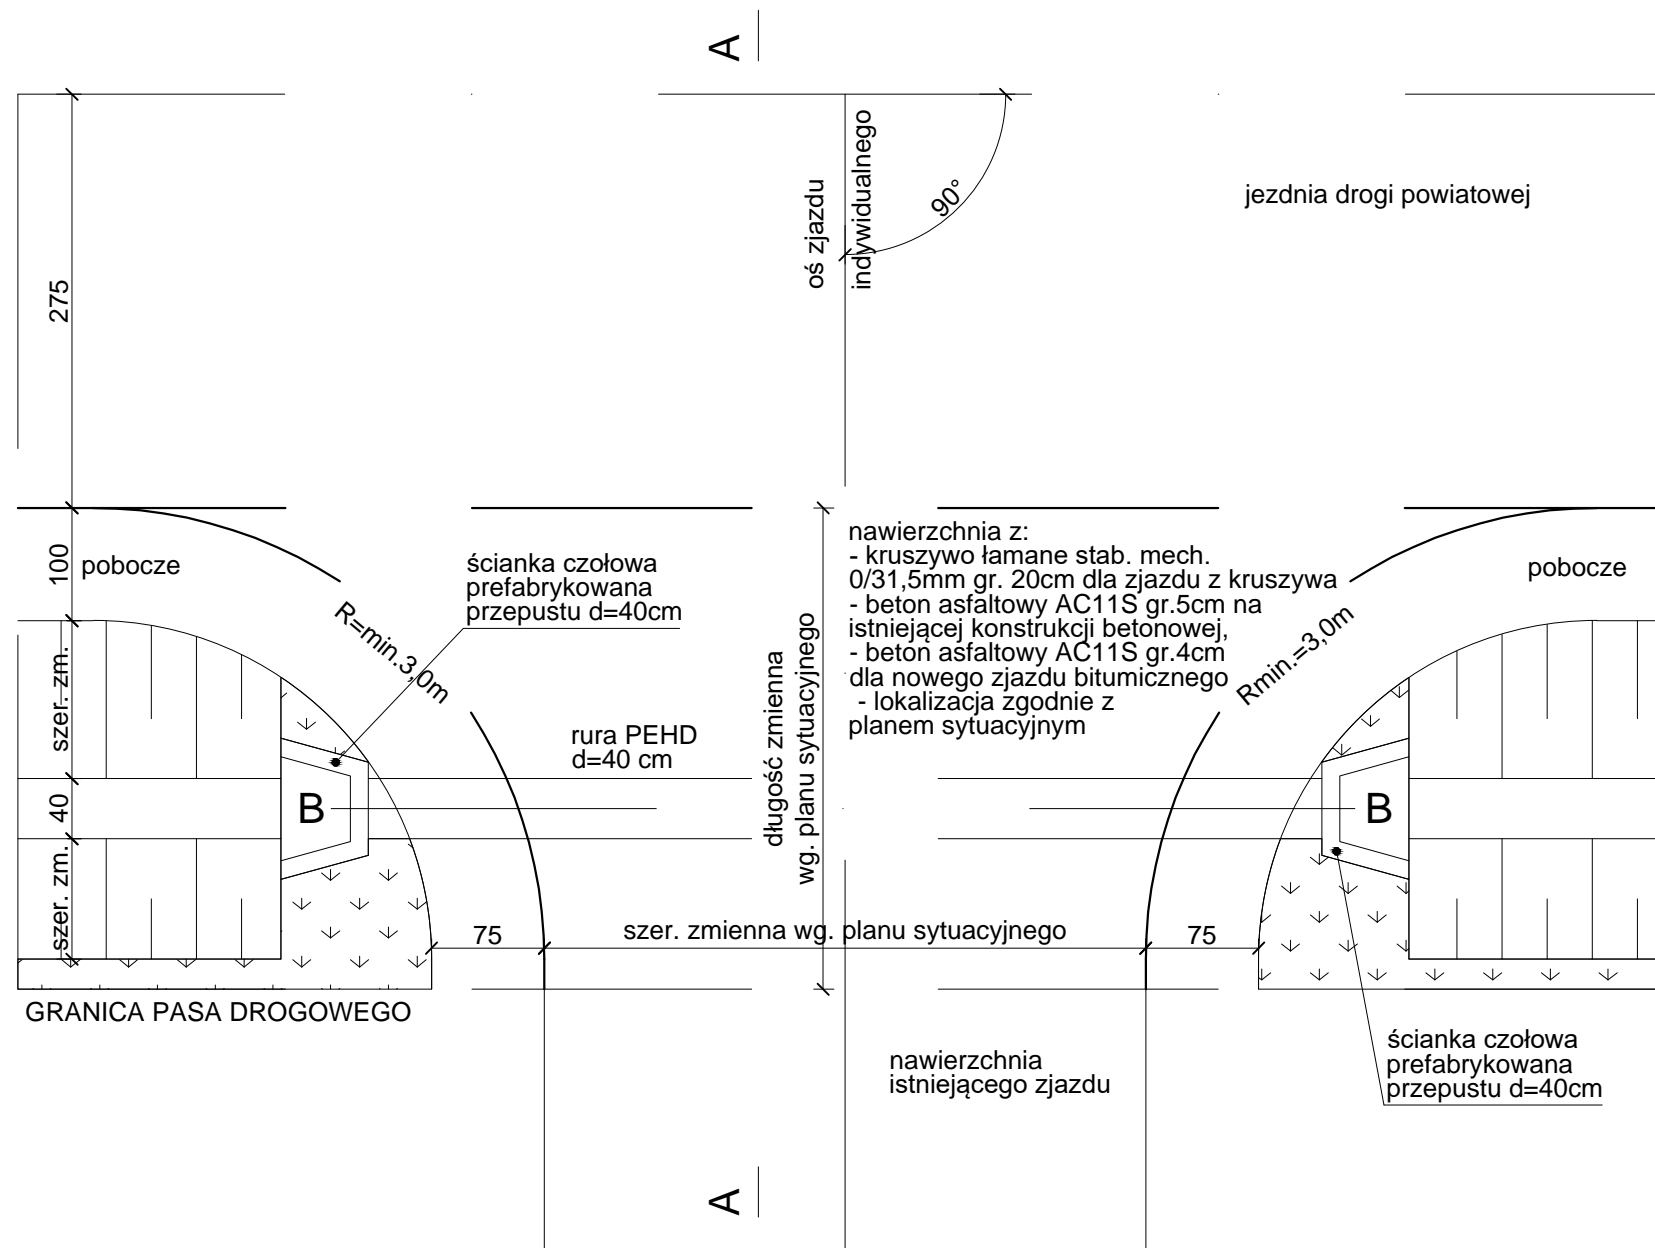 A
oś zjazdu
indywidualnego
90°
jezdnia drogi powiatowej
275
100
pobocze
ścianka czołowa
prefabrykowana
przepustu d=40cm
R=min.3,0m
nawierzchnia z:
- kruszywo łamane stab. mech.
0/31,5mm gr. 20cm dla zjazdu z kruszywa
- beton asfaltowy AC11S gr.5cm na
istniejącej konstrukcji betonowej,
- beton asfaltowy AC11S gr.4cm
dla nowego zjazdu bitumicznego
- lokalizacja zgodnie z
planem sytuacyjnym
pobocze
Rmin.=3,0m
szer. zm.
rura PEHD
d=40 cm
długość zmienna
wg. planu sytuacyjnego
40
B
B
szer. zm.
75
szer. zmienna wg. planu sytuacyjnego
75
GRANICA PASA DROGOWEGO
nawierzchnia
istniejącego zjazdu
ścianka czołowa
prefabrykowana
przepustu d=40cm
A